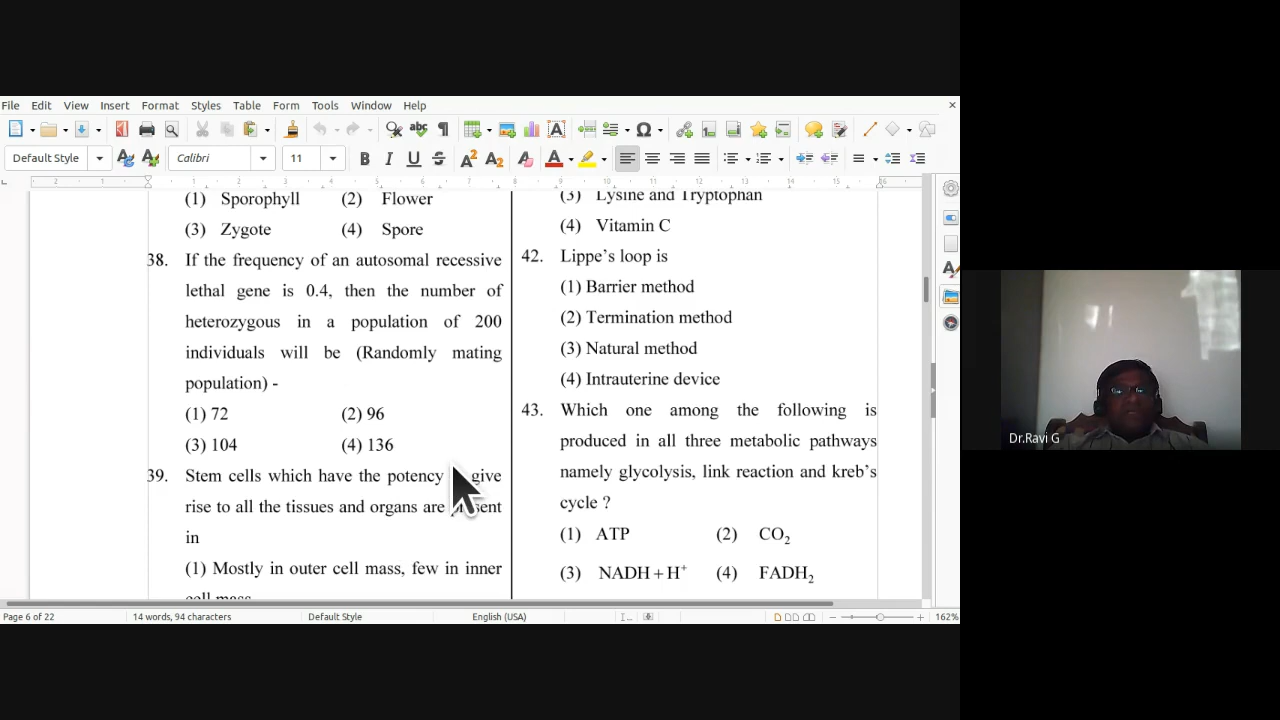 File Edit View Insert Format Styles Table Form Tools Window Help
Default Style Calibri 11
(1) Sporophyll (2) Flower
(3) Zygote (4) Spore
38. If the frequency of an autosomal recessive
lethal gene is 0.4, then the number of
heterozygous in a population of 200
individuals will be (Randomly mating
population) -
(1) 72 (2) 96
(3) 104 (4) 136
39. Stem cells which have the potency give
rise to all the tissues and organs are present
in
(1) Mostly in outer cell mass, few in inner
cell mass
(3) Lysine and Tryptophan
(4) Vitamin C
42. Lippe's loop is
(1) Barrier method
(2) Termination method
(3) Natural method
(4) Intrauterine device
43. Which one among the following is
produced in all three metabolic pathways
namely glycolysis, link reaction and kreb's
cycle ?
(1) ATP (2) CO₂
(3) NADH + H⁺ (4) FADH₂
Page 6 of 22 14 words, 94 characters Default Style English (USA) 162%
Dr.Ravi G